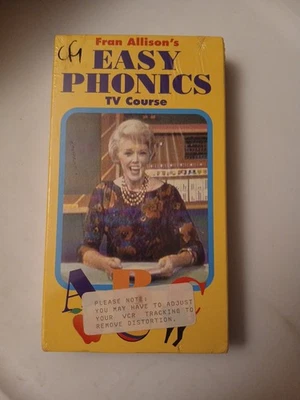 CH
Fran Allison's
EASY
PHONICS
TV Course
A B C
PLEASE NOTE:
YOU MAY HAVE TO ADJUST
YOUR VCR TRACKING TO
REMOVE DISTORTION.